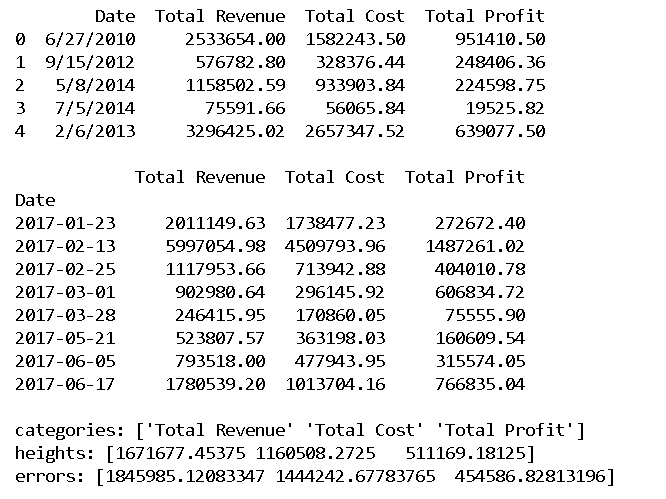 Date Total Revenue Total Cost Total Profit
0 6/27/2010 2533654.00 1582243.50 951410.50
1 9/15/2012 576782.80 328376.44 248406.36
2 5/8/2014 1158502.59 933903.84 224598.75
3 7/5/2014 75591.66 56065.84 19525.82
4 2/6/2013 3296425.02 2657347.52 639077.50
Total Revenue Total Cost Total Profit
Date
2017-01-23 2011149.63 1738477.23 272672.40
2017-02-13 5997054.98 4509793.96 1487261.02
2017-02-25 1117953.66 713942.88 404010.78
2017-03-01 902980.64 296145.92 606834.72
2017-03-28 246415.95 170860.05 75555.90
2017-05-21 523807.57 363198.03 160609.54
2017-06-05 793518.00 477943.95 315574.05
2017-06-17 1780539.20 1013704.16 766835.04
categories: ['Total Revenue' 'Total Cost' 'Total Profit']
heights: [1671677.45375 1160508.2725 511169.18125]
errors: [1845985.12083347 1444242.67783765 454586.82813196]